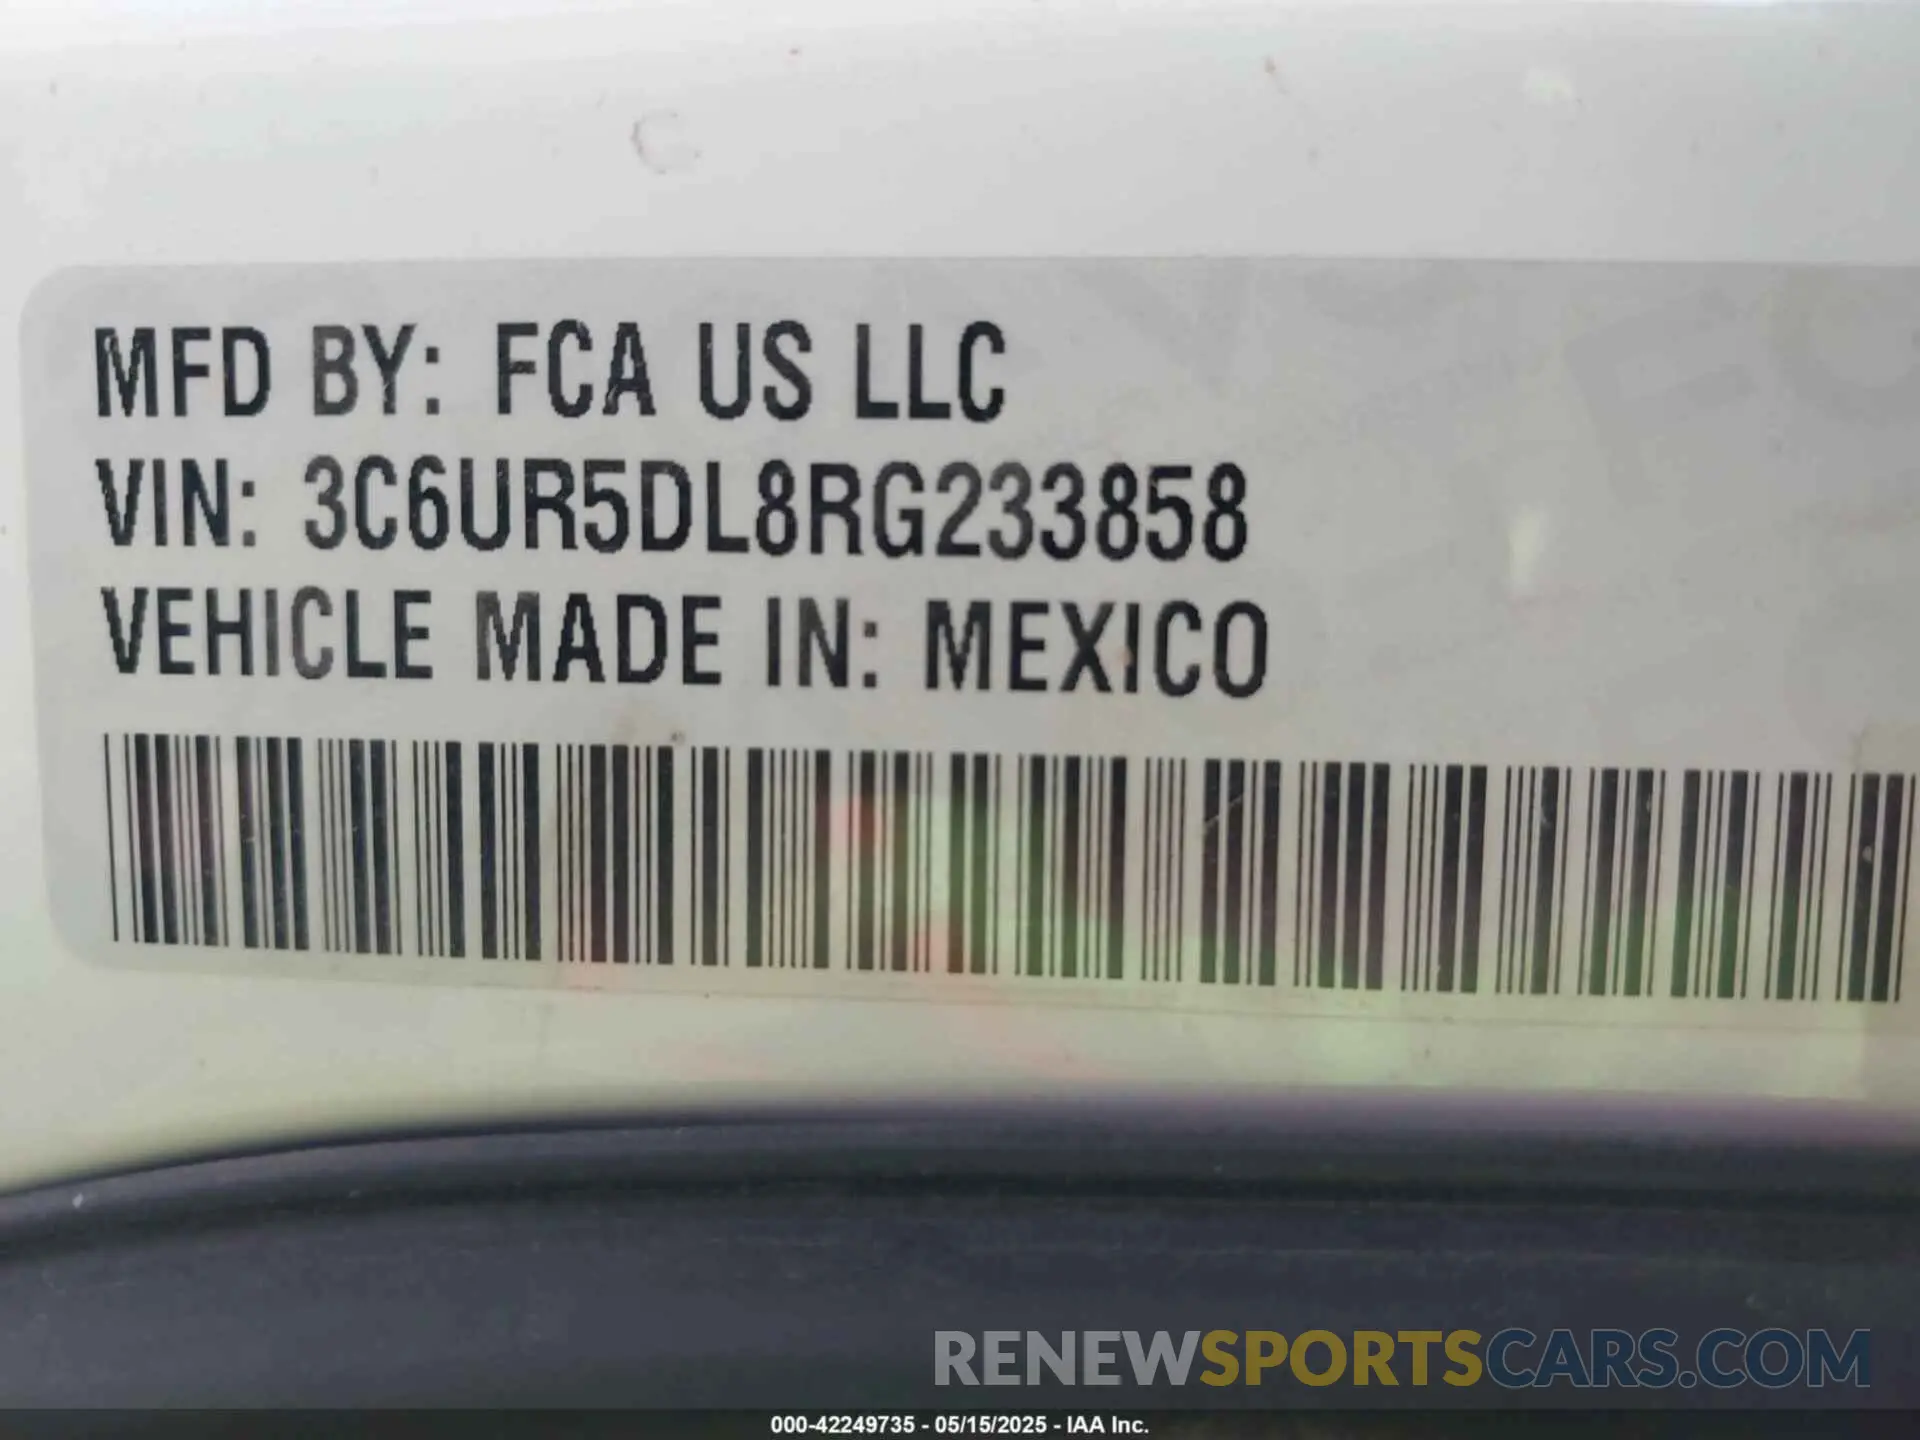 MFD BY: FCA US LLC
VIN: 3C6UR5DL8RG233858
VEHICLE MADE IN: MEXICO
RENEWSPORTSCARS.COM
000-42249735 - 05/15/2025 - IAA Inc.